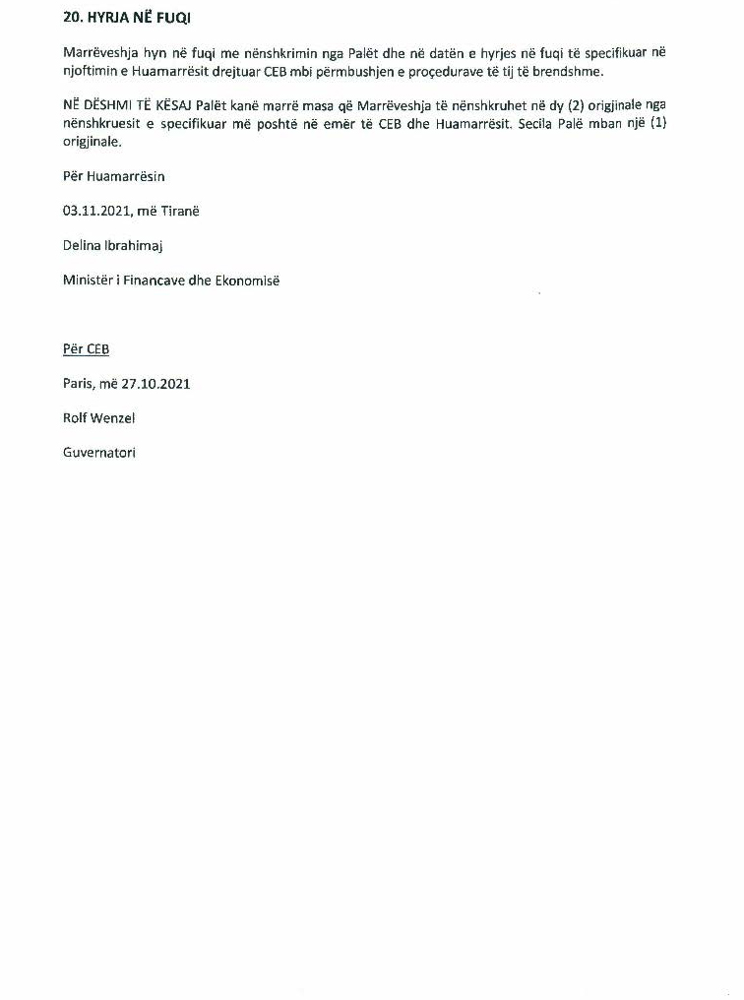 20. HYRJA NË FUQI
Marrëveshja hyn në fuqi me nënshkrimin nga Palët dhe në datën e hyrjes në fuqi të specifikuar në
njoftimin e Huamarrësit drejtuar CEB mbi përmbushjen e proçedurave të tij të brendshme.
NË DËSHMI TË KËSAJ Palët kanë marrë masa që Marrëveshja të nënshkruhet në dy (2) origjinale nga
nënshkruesit e specifikuar më poshtë në emër të CEB dhe Huamarrësit. Secila Palë mban një (1)
origjinale.
Për Huamarrësin
03.11.2021, më Tiranë
Delina Ibrahimaj
Ministër i Financave dhe Ekonomisë
Për CEB
Paris, më 27.10.2021
Rolf Wenzel
Guvernatori